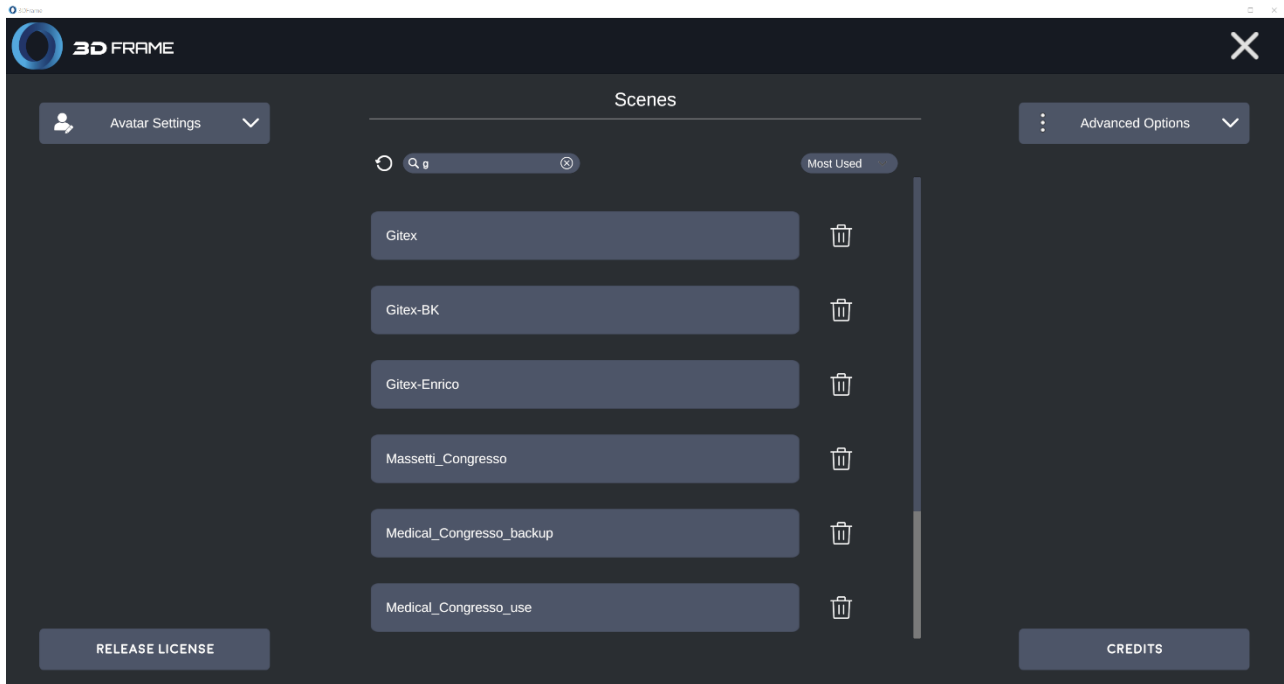 3DFrame
3D FRAME
Scenes
Avatar Settings
Advanced Options
g
Most Used
Gitex
Gitex-BK
Gitex-Enrico
Massetti_Congresso
Medical_Congresso_backup
Medical_Congresso_use
RELEASE LICENSE
CREDITS